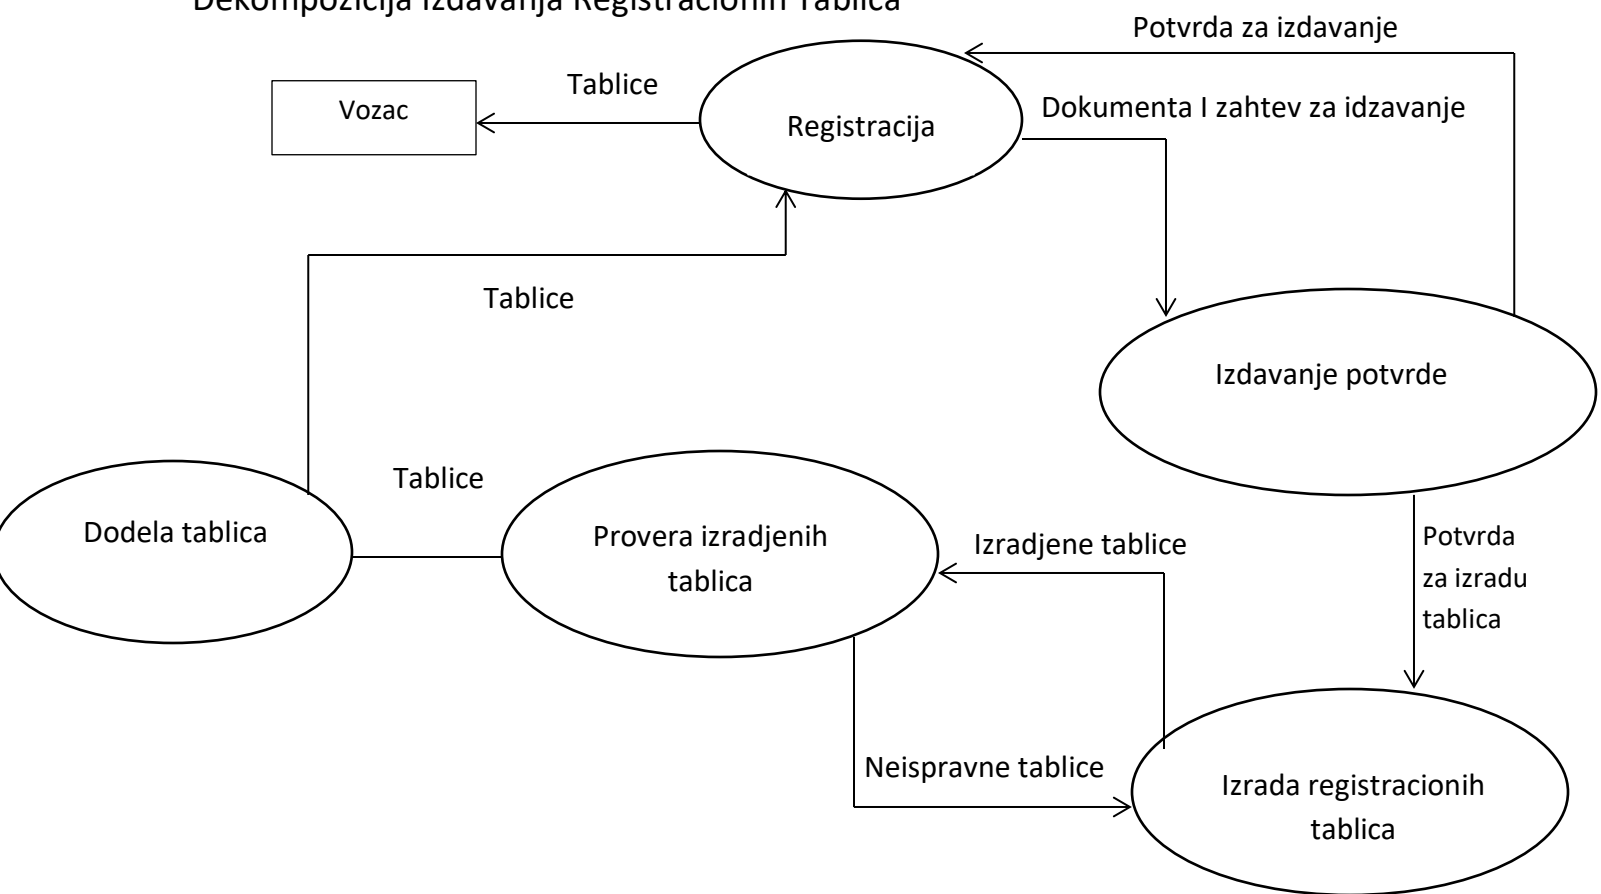 Dekompozicija Izdavanja Registracionih Tablica
Potvrda za izdavanje
Tablice
Vozac
Dokumenta I zahtev za idzavanje
Registracija
Tablice
Izdavanje potvrde
Tablice
Dodela tablica
Provera izradjenih
tablica
Izradjene tablice
Potvrda
za izradu
tablica
Neispravne tablice
Izrada registracionih
tablica